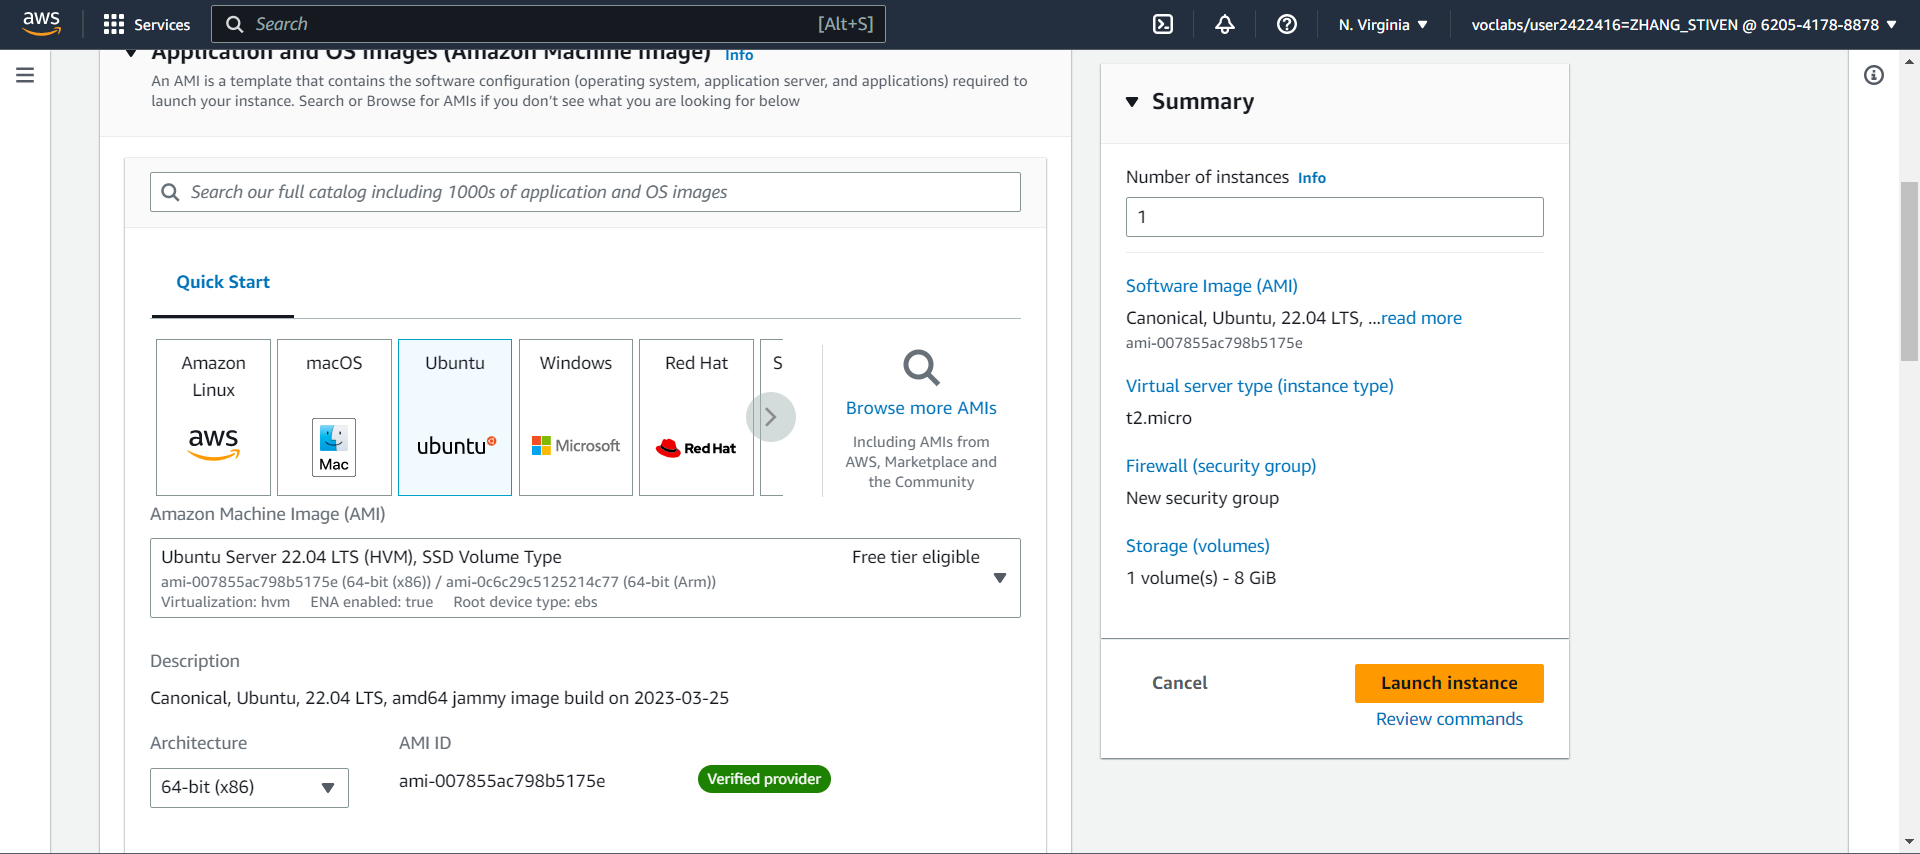 aws
Services
Search
[Alt+S]
N. Virginia
voclabs/user2422416=ZHANG_STIVEN @ 6205-4178-8878
Application and OS Images (Amazon Machine Image) Info
An AMI is a template that contains the software configuration (operating system, application server, and applications) required to
launch your instance. Search or Browse for AMIs if you don't see what you are looking for below
Search our full catalog including 1000s of application and OS images
Quick Start
Amazon
Linux
aws
macOS
Mac
Ubuntu
ubuntu
Windows
Microsoft
Red Hat
Red Hat
S
Browse more AMIs
Including AMIs from
AWS, Marketplace and
the Community
Amazon Machine Image (AMI)
Ubuntu Server 22.04 LTS (HVM), SSD Volume Type
Free tier eligible
ami-007855ac798b5175e (64-bit (x86)) / ami-0c6c29c5125214c77 (64-bit (Arm))
Virtualization: hvm ENA enabled: true Root device type: ebs
Description
Canonical, Ubuntu, 22.04 LTS, amd64 jammy image build on 2023-03-25
Architecture
64-bit (x86)
AMI ID
ami-007855ac798b5175e
Verified provider
Summary
Number of instances Info
1
Software Image (AMI)
Canonical, Ubuntu, 22.04 LTS, ...read more
ami-007855ac798b5175e
Virtual server type (instance type)
t2.micro
Firewall (security group)
New security group
Storage (volumes)
1 volume(s) - 8 GiB
Cancel
Launch instance
Review commands